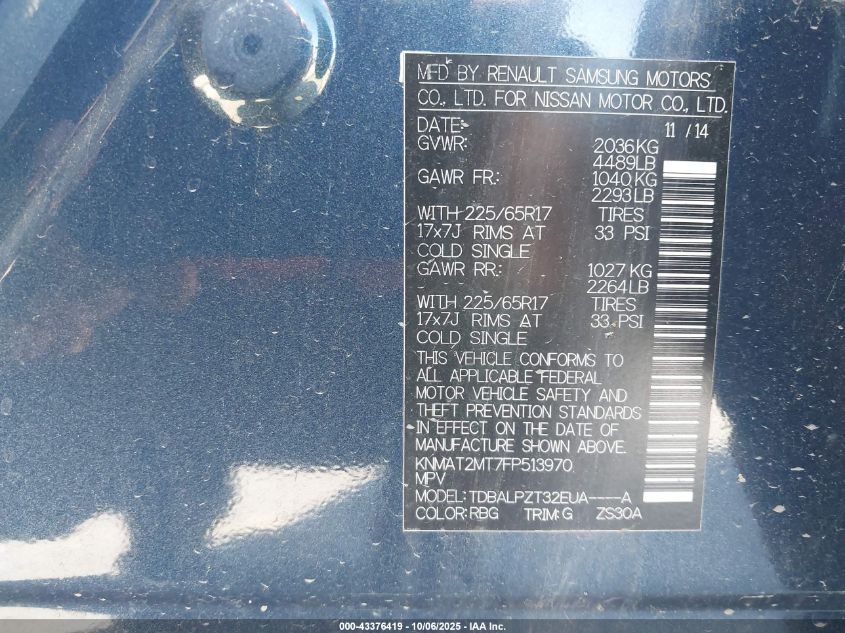 MFD BY RENAULT SAMSUNG MOTORS
CO., LTD. FOR NISSAN MOTOR CO., LTD.
DATE: 11 /14
GVWR: 2036KG
4489LB
GAWR FR: 1040KG
2293LB
WITH 225/65R17 TIRES
17x7J RIMS AT 33 PSI
COLD SINGLE
GAWR RR: 1027KG
2264LB
WITH 225/65R17 TIRES
17x7J RIMS AT 33 PSI
COLD SINGLE
THIS VEHICLE CONFORMS TO
ALL APPLICABLE FEDERAL
MOTOR VEHICLE SAFETY AND
THEFT PREVENTION STANDARDS
IN EFFECT ON THE DATE OF
MANUFACTURE SHOWN ABOVE.
KNMAT2MT7FP513970
MPV
MODEL: TDBALPZT32EUA----A
COLOR: RBG TRIM: G ZS30A
000-43376419 - 10/06/2025 - IAA Inc.